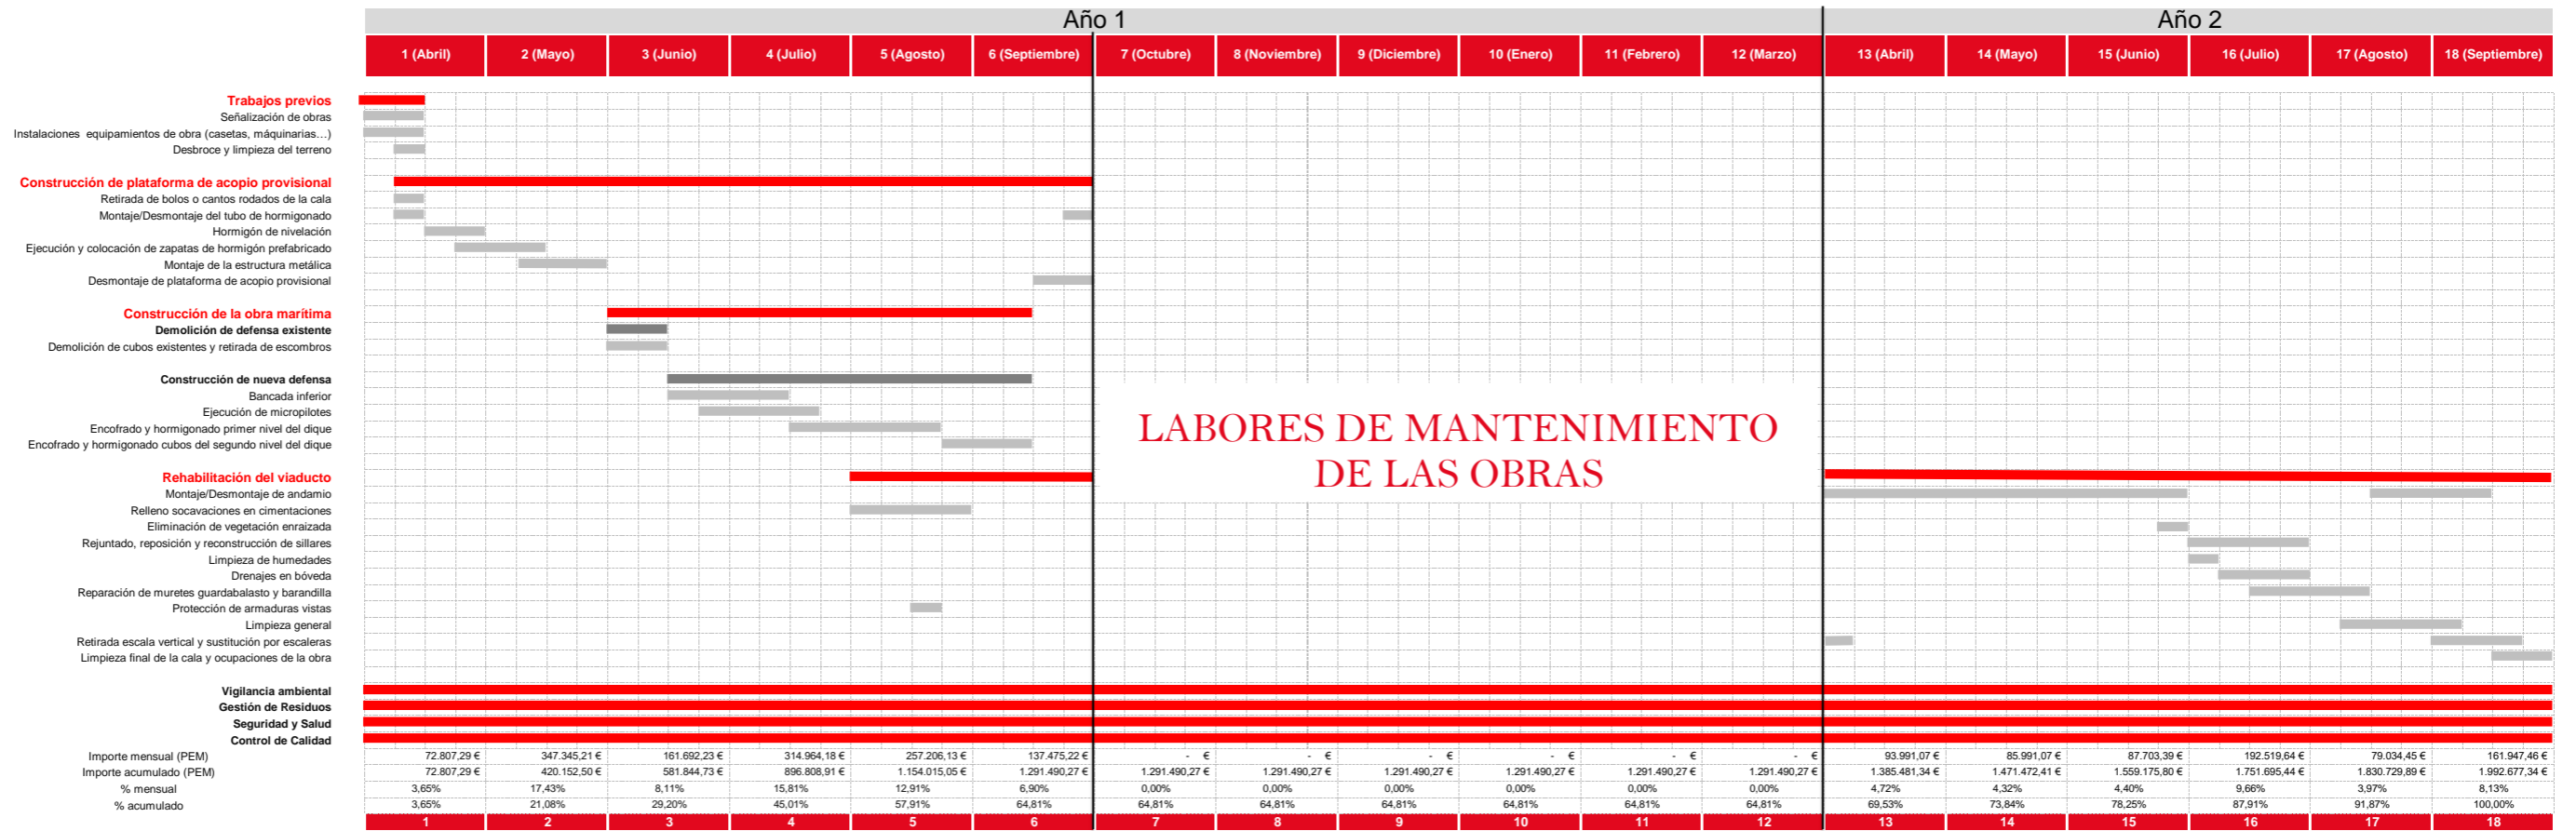 Año 1 Año 2
1 (Abril) 2 (Mayo) 3 (Junio) 4 (Julio) 5 (Agosto) 6 (Septiembre) 7 (Octubre) 8 (Noviembre) 9 (Diciembre) 10 (Enero) 11 (Febrero) 12 (Marzo) 13 (Abril) 14 (Mayo) 15 (Junio) 16 (Julio) 17 (Agosto) 18 (Septiembre)
Trabajos previos
Señalización de obras
Instalaciones equipamientos de obra (casetas, máquinarias…)
Desbroce y limpieza del terreno
Construcción de plataforma de acopio provisional
Retirada de bolos o cantos rodados de la cala
Montaje/Desmontaje del tubo de hormigonado
Hormigón de nivelación
Ejecución y colocación de zapatas de hormigón prefabricado
Montaje de la estructura metálica
Desmontaje de plataforma de acopio provisional
Construcción de la obra marítima
Demolición de defensa existente
Demolición de cubos existentes y retirada de escombros
Construcción de nueva defensa
Bancada inferior
Ejecución de micropilotes
Encofrado y hormigonado primer nivel del dique
Encofrado y hormigonado cubos del segundo nivel del dique
LABORES DE MANTENIMIENTO
DE LAS OBRAS
Rehabilitación del viaducto
Montaje/Desmontaje de andamio
Relleno socavaciones en cimentaciones
Eliminación de vegetación enraizada
Rejuntado, reposición y reconstrucción de sillares
Limpieza de humedades
Drenajes en bóveda
Reparación de muretes guardabalasto y barandilla
Protección de armaduras vistas
Limpieza general
Retirada escala vertical y sustitución por escaleras
Limpieza final de la cala y ocupaciones de la obra
Vigilancia ambiental
Gestión de Residuos
Seguridad y Salud
Control de Calidad
Importe mensual (PEM) 72.807,29 € 347.345,21 € 161.692,23 € 314.964,18 € 257.206,13 € 137.475,22 € - € - € - € - € - € - € 93.991,07 € 85.991,07 € 87.703,39 € 192.519,64 € 79.034,45 € 161.947,46 €
Importe acumulado (PEM) 72.807,29 € 420.152,50 € 581.844,73 € 896.808,91 € 1.154.015,05 € 1.291.490,27 € 1.291.490,27 € 1.291.490,27 € 1.291.490,27 € 1.291.490,27 € 1.291.490,27 € 1.291.490,27 € 1.385.481,34 € 1.471.472,41 € 1.559.175,80 € 1.751.695,44 € 1.830.729,89 € 1.992.677,34 €
% mensual 3,65% 17,43% 8,11% 15,81% 12,91% 6,90% 0,00% 0,00% 0,00% 0,00% 0,00% 0,00% 4,72% 4,32% 4,40% 9,66% 3,97% 8,13%
% acumulado 3,65% 21,08% 29,20% 45,01% 57,91% 64,81% 64,81% 64,81% 64,81% 64,81% 64,81% 64,81% 69,53% 73,84% 78,25% 87,91% 91,87% 100,00%
1 2 3 4 5 6 7 8 9 10 11 12 13 14 15 16 17 18